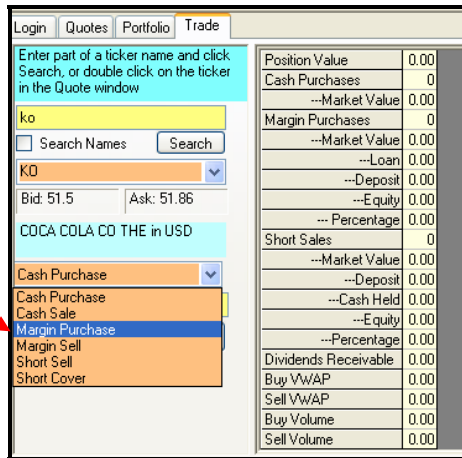 Login Quotes Portfolio Trade
Enter part of a ticker name and click
Search, or double click on the ticker
in the Quote window
ko
Search Names Search
KO
Bid: 51.5 Ask: 51.86
COCA COLA CO THE in USD
Cash Purchase
Cash Purchase
Cash Sale
Margin Purchase
Margin Sell
Short Sell
Short Cover
Position Value 0.00
Cash Purchases 0
---Market Value 0.00
Margin Purchases 0
---Market Value 0.00
---Loan 0.00
---Deposit 0.00
---Equity 0.00
--- Percentage 0.00
Short Sales 0
---Market Value 0.00
---Deposit 0.00
---Cash Held 0.00
---Equity 0.00
---Percentage 0.00
Dividends Receivable 0.00
Buy VWAP 0.00
Sell VWAP 0.00
Buy Volume 0.00
Sell Volume 0.00